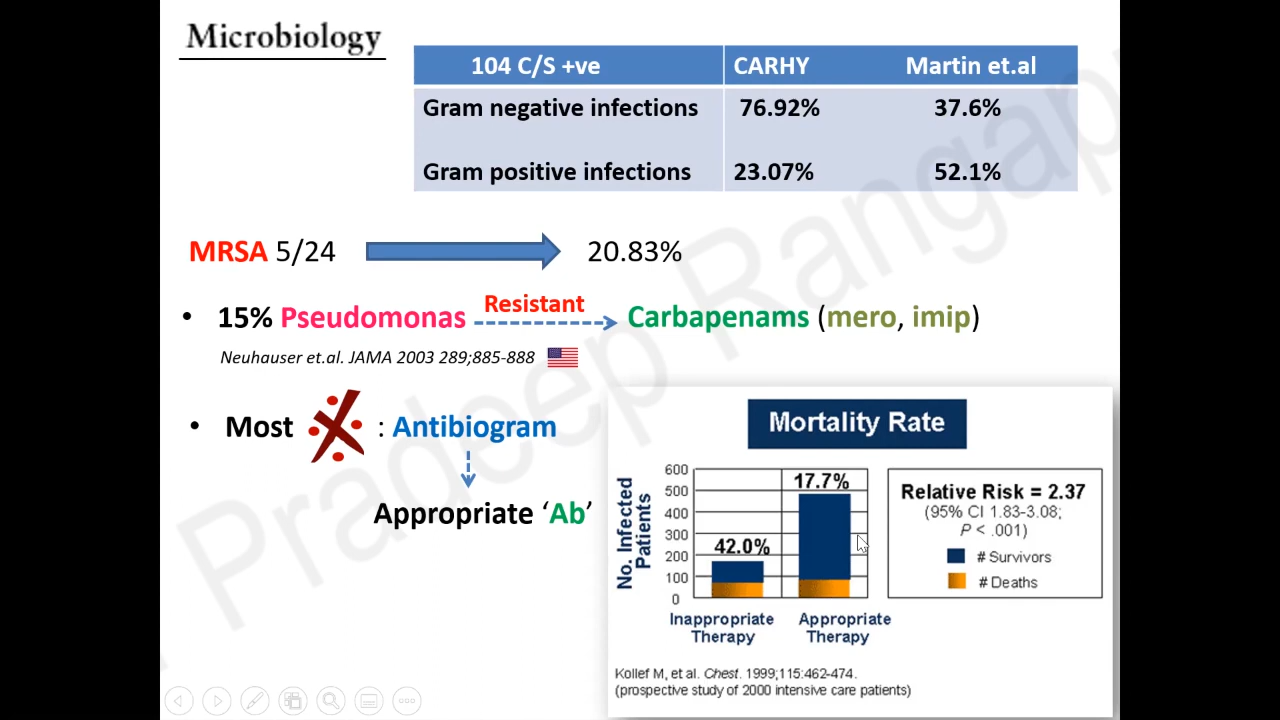 Microbiology
104 C/S +ve CARHY Martin et.al
Gram negative infections 76.92% 37.6%
Gram positive infections 23.07% 52.1%
MRSA 5/24 20.83%
Resistant
• 15% Pseudomonas Carbapenams (mero, imip)
Neuhauser et.al. JAMA 2003 289;885-888
• Most : Antibiogram
Appropriate ‘Ab’
Mortality Rate
No. Infected
Patients
600
500
400
300
200
100
0
42.0%
17.7%
Inappropriate
Therapy
Appropriate
Therapy
Relative Risk = 2.37
(95% CI 1.83-3.08;
P < .001)
# Survivors
# Deaths
Kollef M, et al. Chest. 1999;115:462-474.
(prospective study of 2000 intensive care patients)
Pradeep Rangap